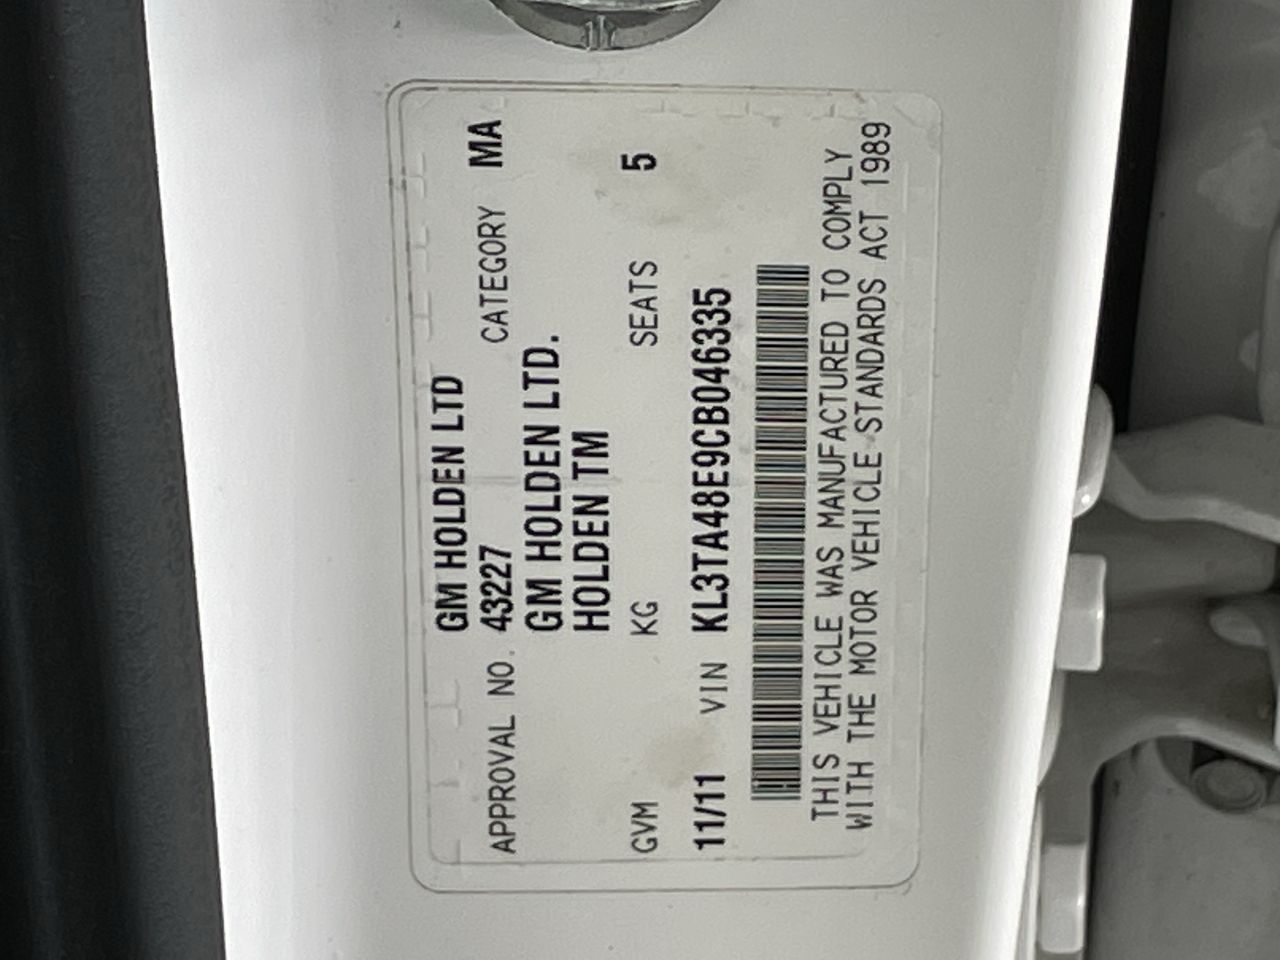 GM HOLDEN LTD
APPROVAL NO. 43227 CATEGORY MA
GM HOLDEN LTD.
HOLDEN TM
GVM KG SEATS 5
11/11 VIN KL3TA48E9CB046335
THIS VEHICLE WAS MANUFACTURED TO COMPLY
WITH THE MOTOR VEHICLE STANDARDS ACT 1989